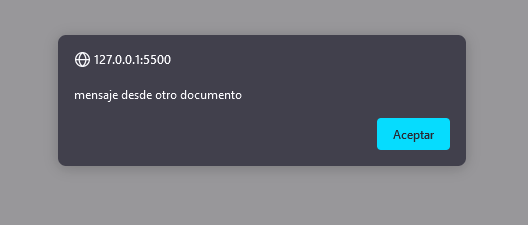 127.0.0.1:5500
mensaje desde otro documento
Aceptar